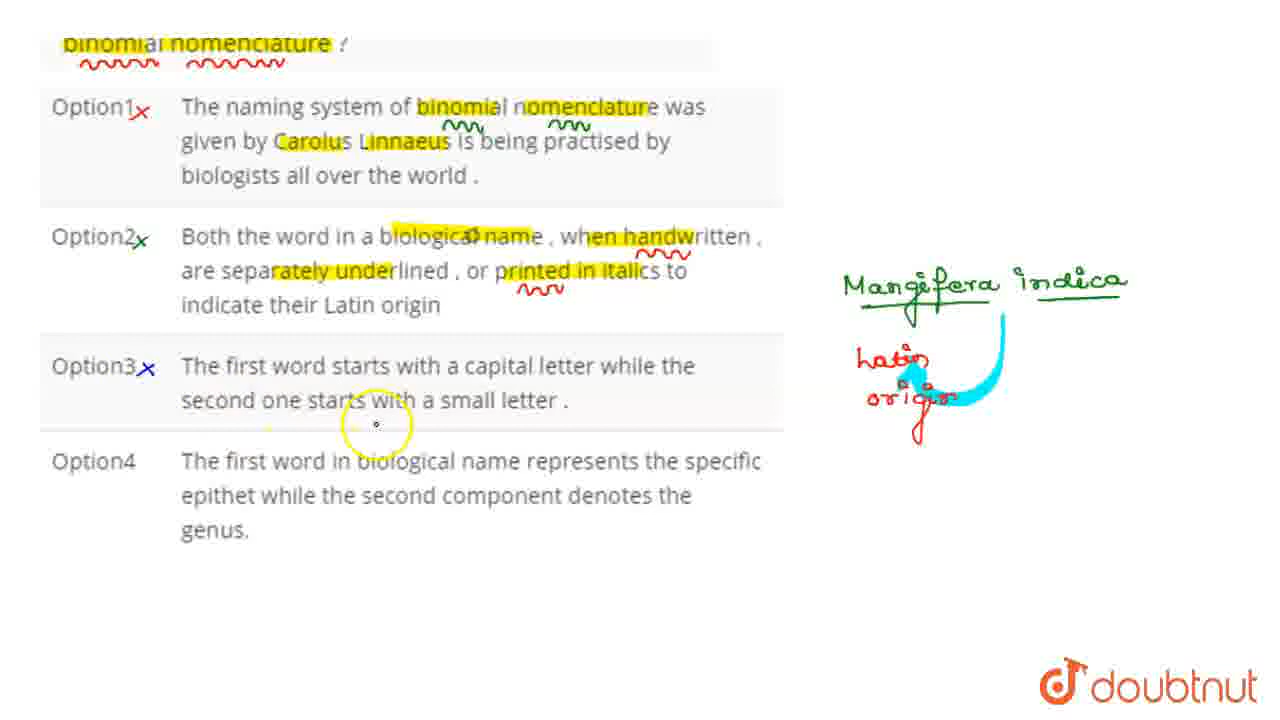 binomial nomenclature ?
Option1 x The naming system of binomial nomenclature was
given by Carolus Linnaeus is being practised by
biologists all over the world .
Option2 x Both the word in a biological name , when handwritten ,
are separately underlined , or printed in italics to
indicate their Latin origin
Mangifera indica
Option3 x The first word starts with a capital letter while the
second one starts with a small letter .
Latin
origin
Option4 The first word in biological name represents the specific
epithet while the second component denotes the
genus.
doubtnut